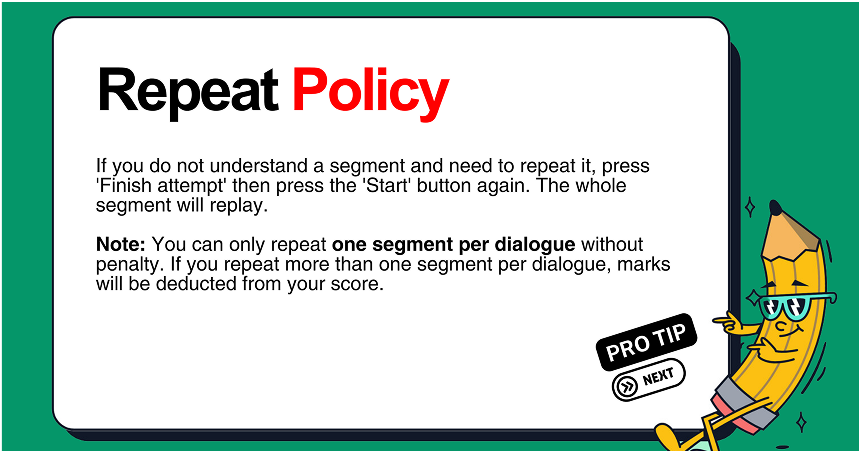 Repeat Policy
If you do not understand a segment and need to repeat it, press
'Finish attempt' then press the 'Start' button again. The whole
segment will replay.
Note: You can only repeat one segment per dialogue without
penalty. If you repeat more than one segment per dialogue, marks
will be deducted from your score.
PRO TIP
NEXT